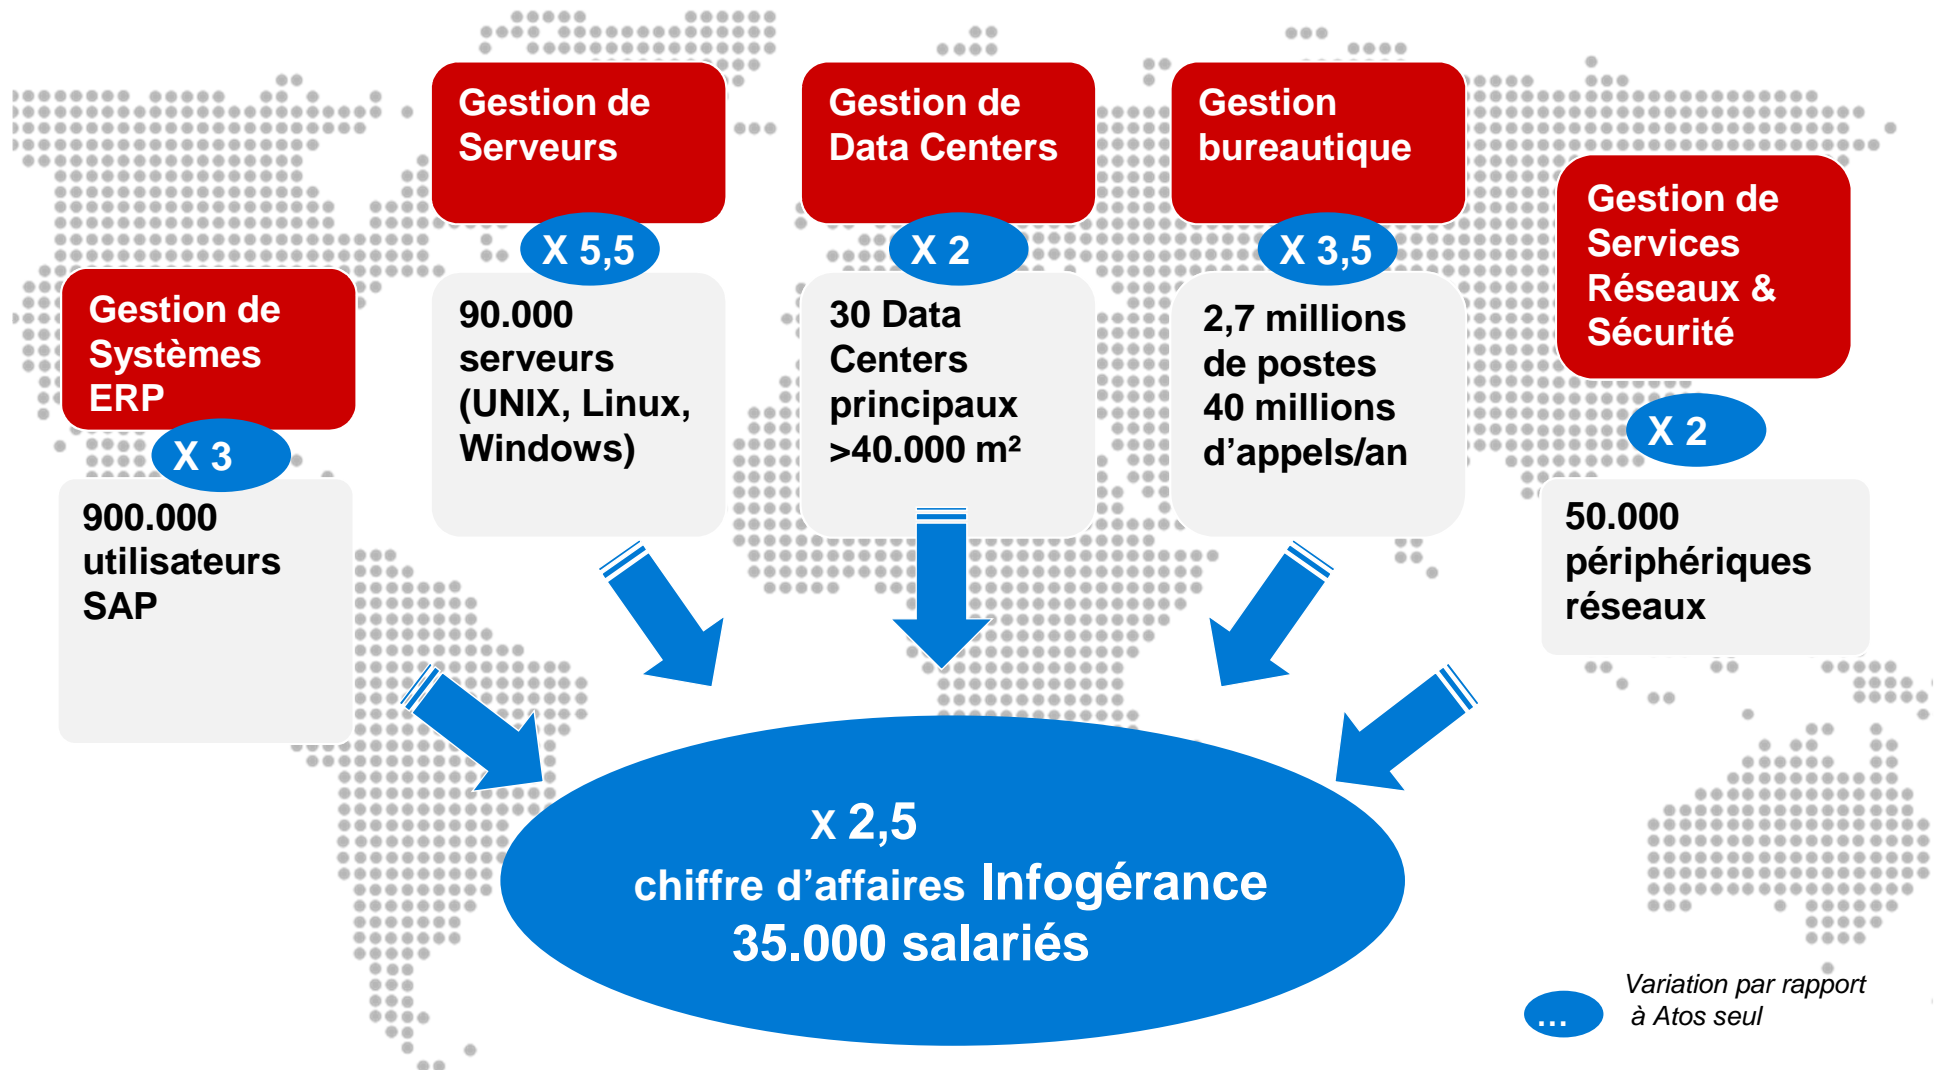 Gestion de
Systèmes
ERP
X 3
900.000
utilisateurs
SAP
Gestion de
Serveurs
X 5,5
90.000
serveurs
(UNIX, Linux,
Windows)
Gestion de
Data Centers
X 2
30 Data
Centers
principaux
>40.000 m²
Gestion
bureautique
X 3,5
2,7 millions
de postes
40 millions
d’appels/an
Gestion de
Services
Réseaux &
Sécurité
X 2
50.000
périphériques
réseaux
X 2,5
chiffre d’affaires Infogérance
35.000 salariés
...
Variation par rapport
à Atos seul